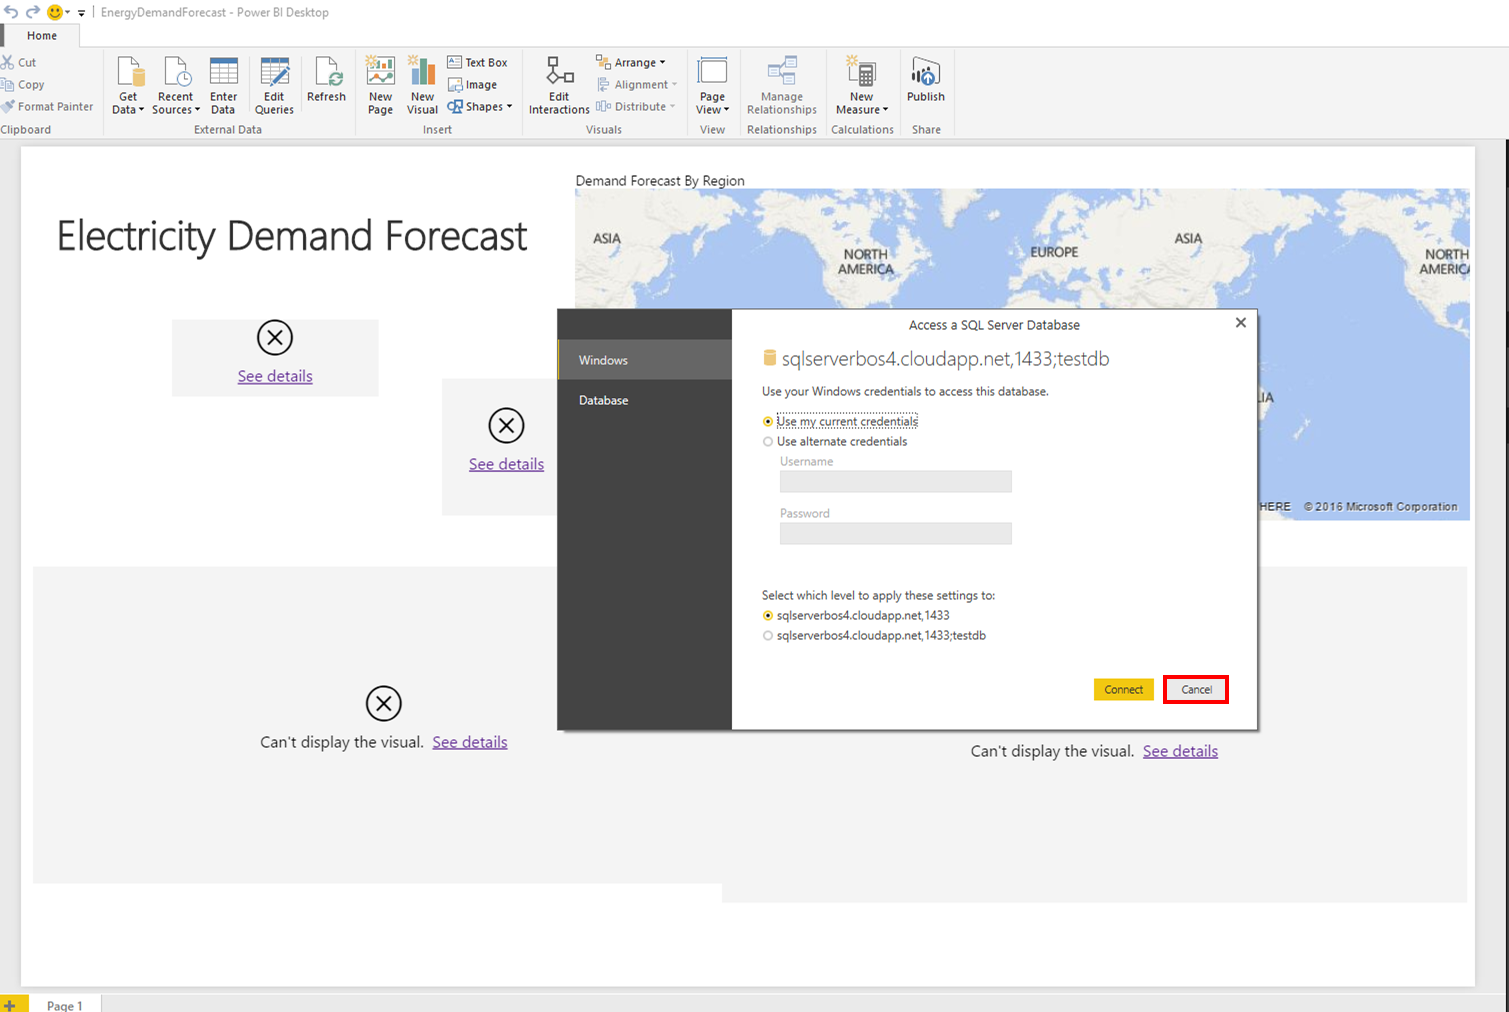 EnergyDemandForecast - Power BI Desktop
Home
Cut
Copy
Format Painter
Clipboard
Get Data
Recent Sources
Enter Data
Edit Queries
Refresh
External Data
New Page
New Visual
Text Box
Image
Shapes
Insert
Edit Interactions
Arrange
Alignment
Distribute
Visuals
Page View
View
Manage Relationships
Relationships
New Measure
Calculations
Publish
Share
Electricity Demand Forecast
Demand Forecast By Region
ASIA
NORTH AMERICA
EUROPE
ASIA
NORTH
AMERICA
See details
See details
HERE © 2016 Microsoft Corporation
Windows
Database
Access a SQL Server Database
sqlserverbos4.cloudapp.net,1433;testdb
Use your Windows credentials to access this database.
Use my current credentials
Use alternate credentials
Username
Password
Select which level to apply these settings to:
sqlserverbos4.cloudapp.net,1433
sqlserverbos4.cloudapp.net,1433;testdb
Connect
Cancel
Can't display the visual. See details
Can't display the visual. See details
Page 1